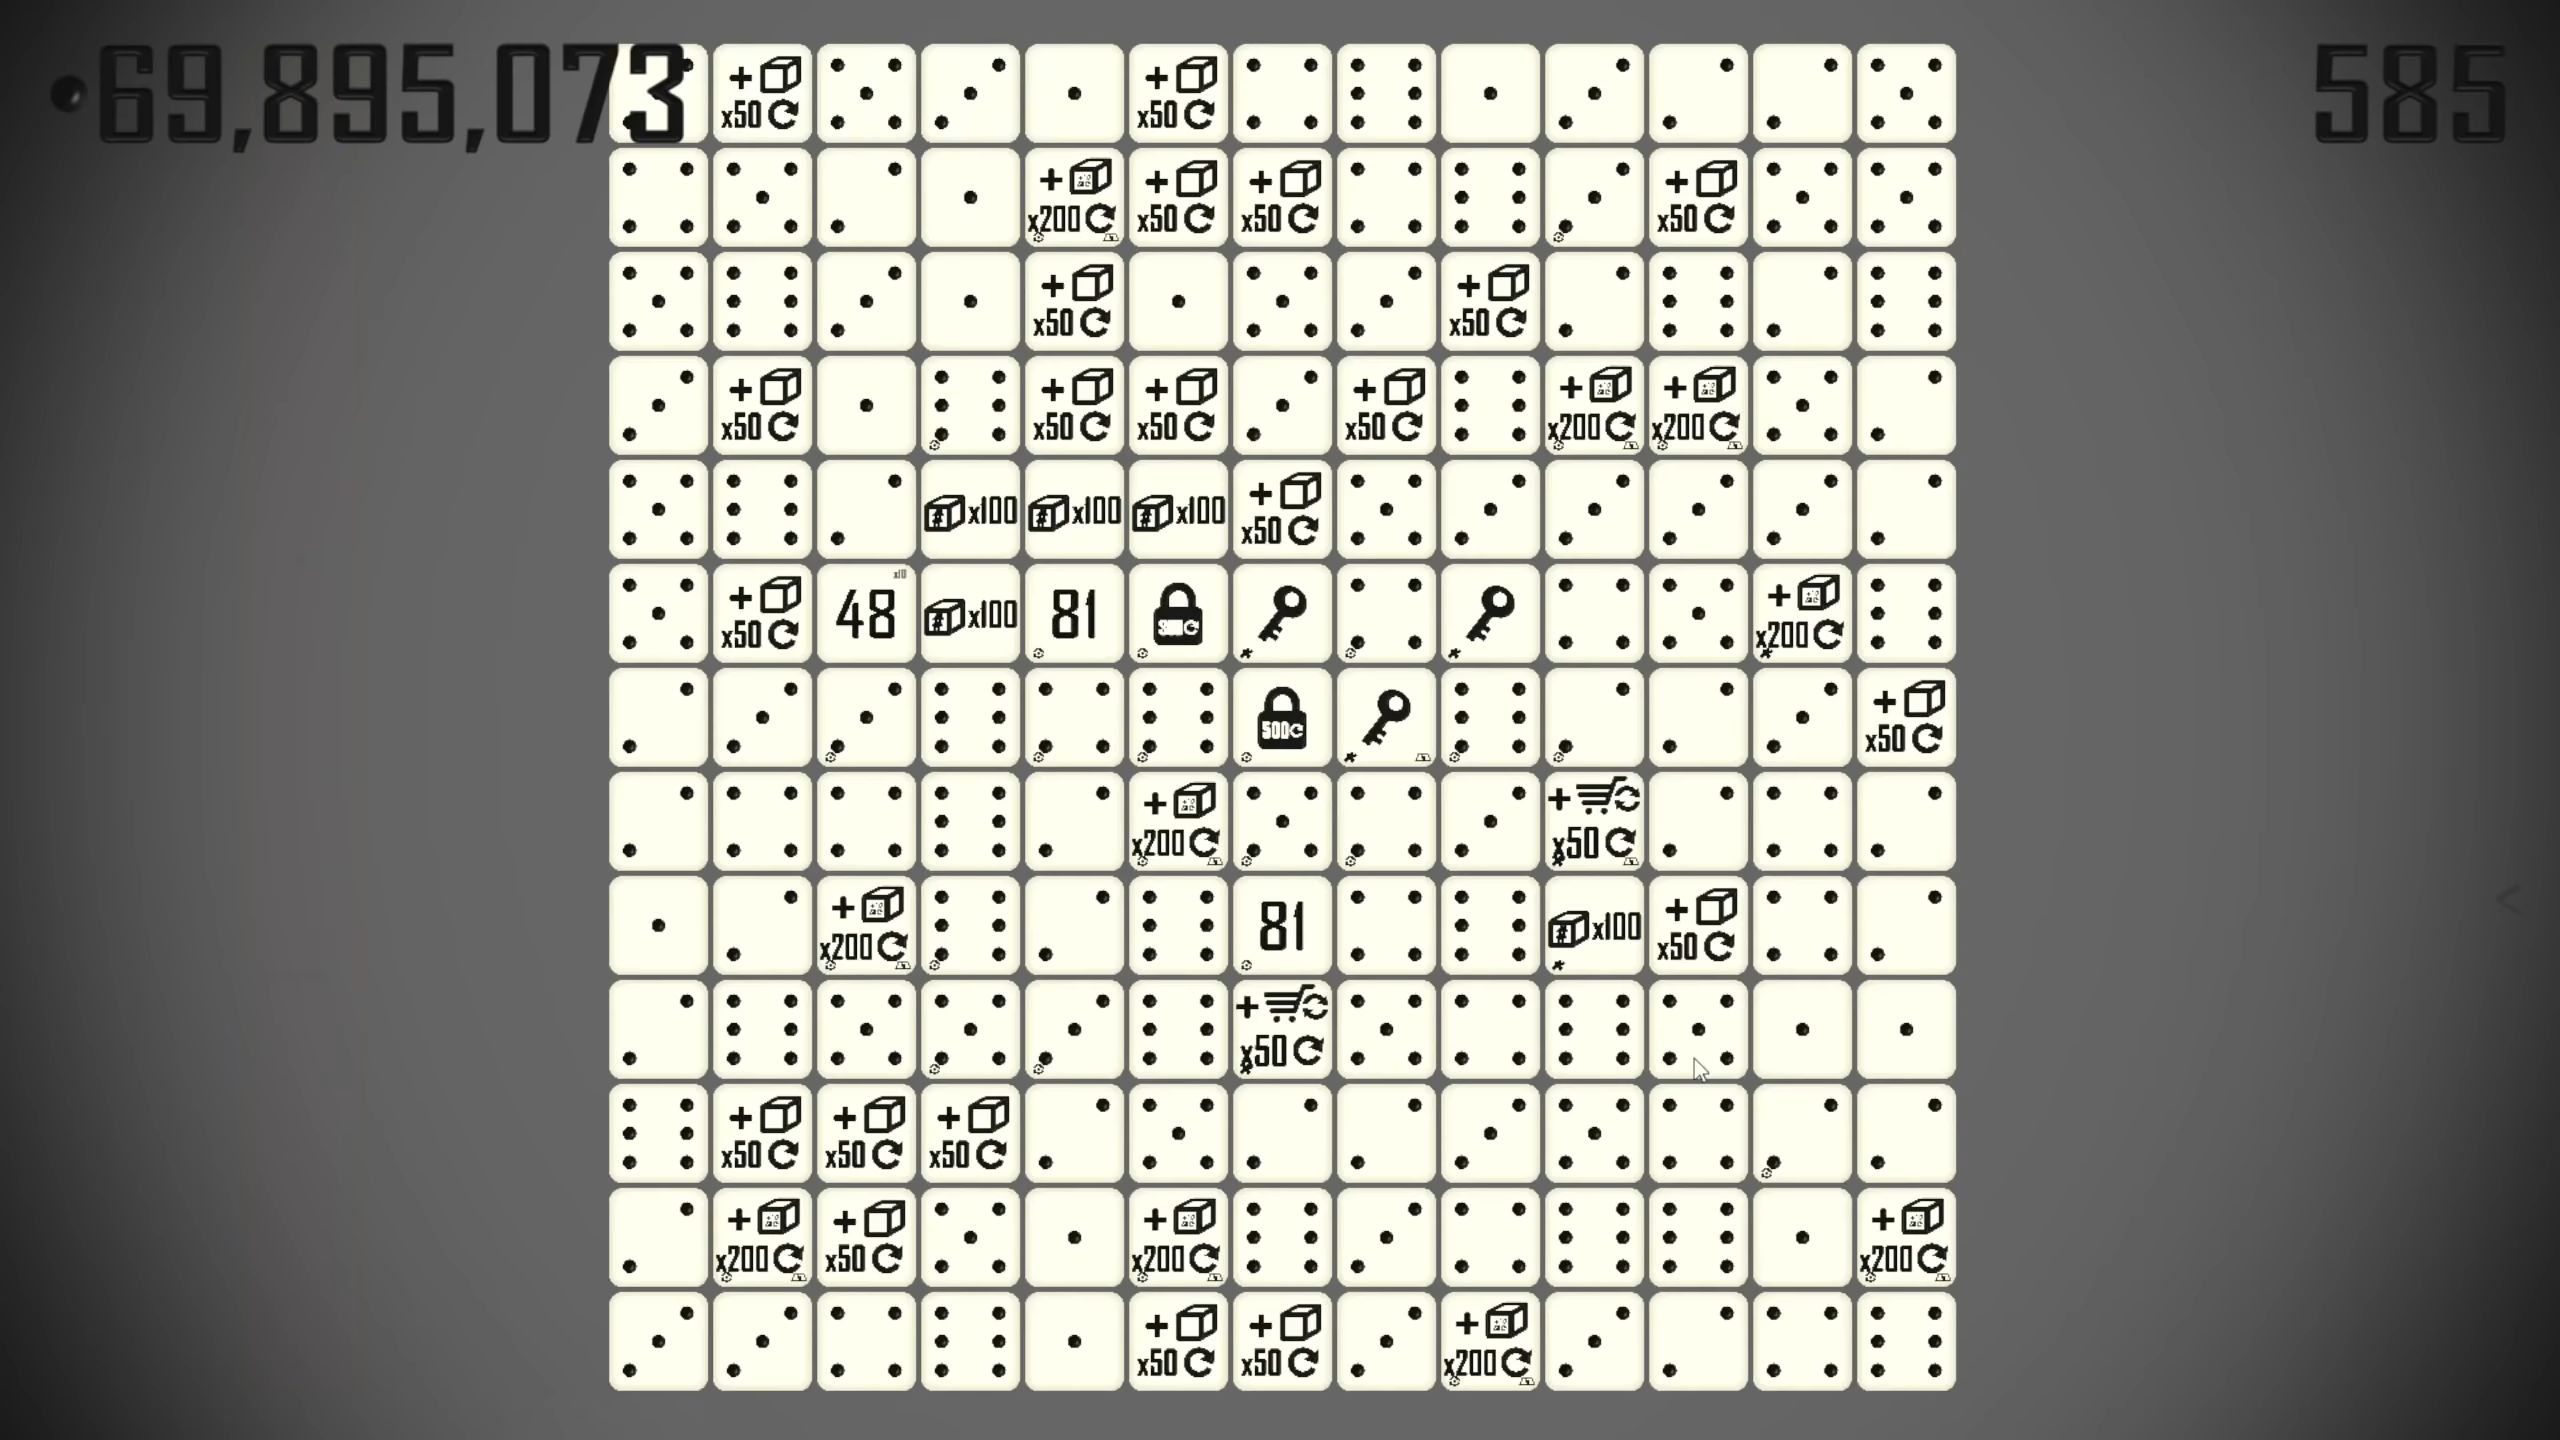 69,895,073 585
+ +
x50 x50
+ + + +
x200 x50 x50 x50
+ +
x50 x50
+ + + + + +
x50 x50 x50 x50 x200 x200
+
#x100 #x100 #x100 x50
+ +
x50 48 #x100 81 x200
+
500 x50
+ +
x200 x50
+ +
x200 81 #x100 x50
+
x50
+ + +
x50 x50 x50
+ + + +
x200 x50 x200 x200
+ + +
x50 x50 x200